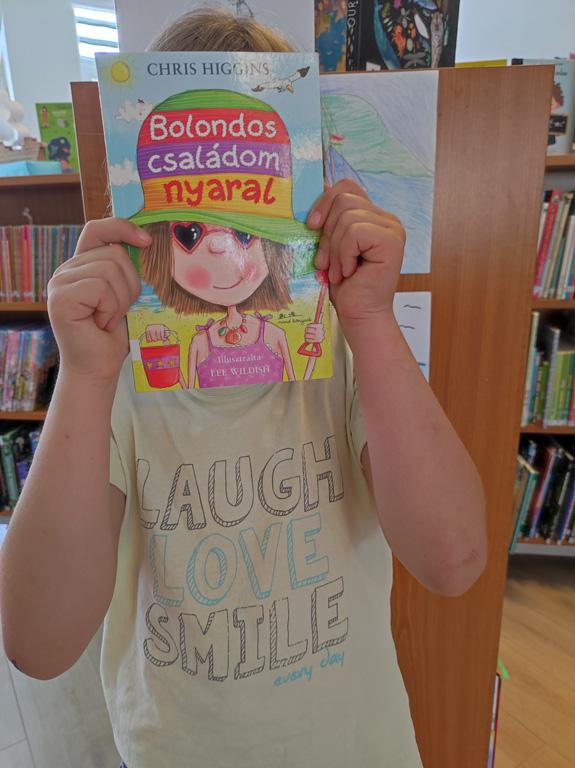 CHRIS HIGGINS
Bolondos
családom
nyaral
Illusztrálta
LEE WILDISH
LAUGH
LOVE
SMILE
every day